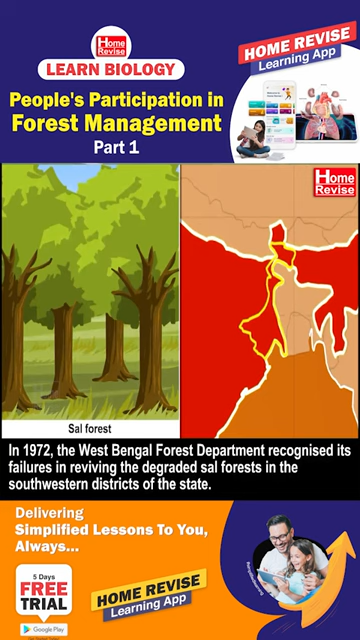 Home
Revise
LEARN BIOLOGY
People's Participation in
Forest Management
Part 1
HOME REVISE
Learning App
Home
Revise
Sal forest
In 1972, the West Bengal Forest Department recognised its
failures in reviving the degraded sal forests in the
southwestern districts of the state.
Delivering
Simplified Lessons To You,
Always...
5 Days
FREE
TRIAL
Google Play
HOME REVISE
Learning App